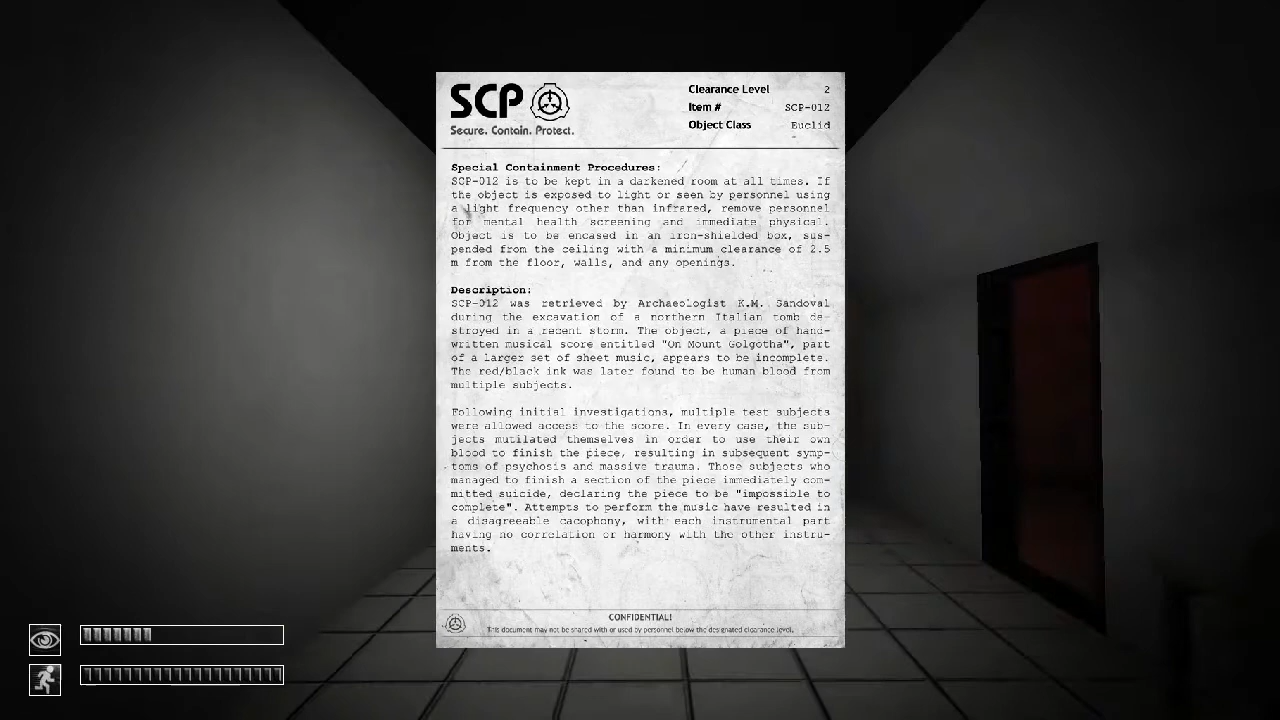 SCP
Secure. Contain. Protect.
Clearance Level 2
Item # SCP-012
Object Class Euclid
Special Containment Procedures:
SCP-012 is to be kept in a darkened room at all times. If
the object is exposed to light or seen by personnel using
a light frequency other than infrared, remove personnel
for mental health screening and immediate physical.
Object is to be encased in an iron-shielded box, sus-
pended from the ceiling with a minimum clearance of 2.5
m from the floor, walls, and any openings.
Description:
SCP-012 was retrieved by Archaeologist K.M. Sandoval
during the excavation of a northern Italian tomb de-
stroyed in a recent storm. The object, a piece of hand-
written musical score entitled "On Mount Golgotha", part
of a larger set of sheet music, appears to be incomplete.
The red/black ink was later found to be human blood from
multiple subjects.
Following initial investigations, multiple test subjects
were allowed access to the score. In every case, the sub-
jects mutilated themselves in order to use their own
blood to finish the piece, resulting in subsequent symp-
toms of psychosis and massive trauma. Those subjects who
managed to finish a section of the piece immediately com-
mitted suicide, declaring the piece to be "impossible to
complete". Attempts to perform the music have resulted in
a disagreeable cacophony, with each instrumental part
having no correlation or harmony with the other instru-
ments.
CONFIDENTIAL!
This document may not be shared with or used by personnel below the designated clearance level.